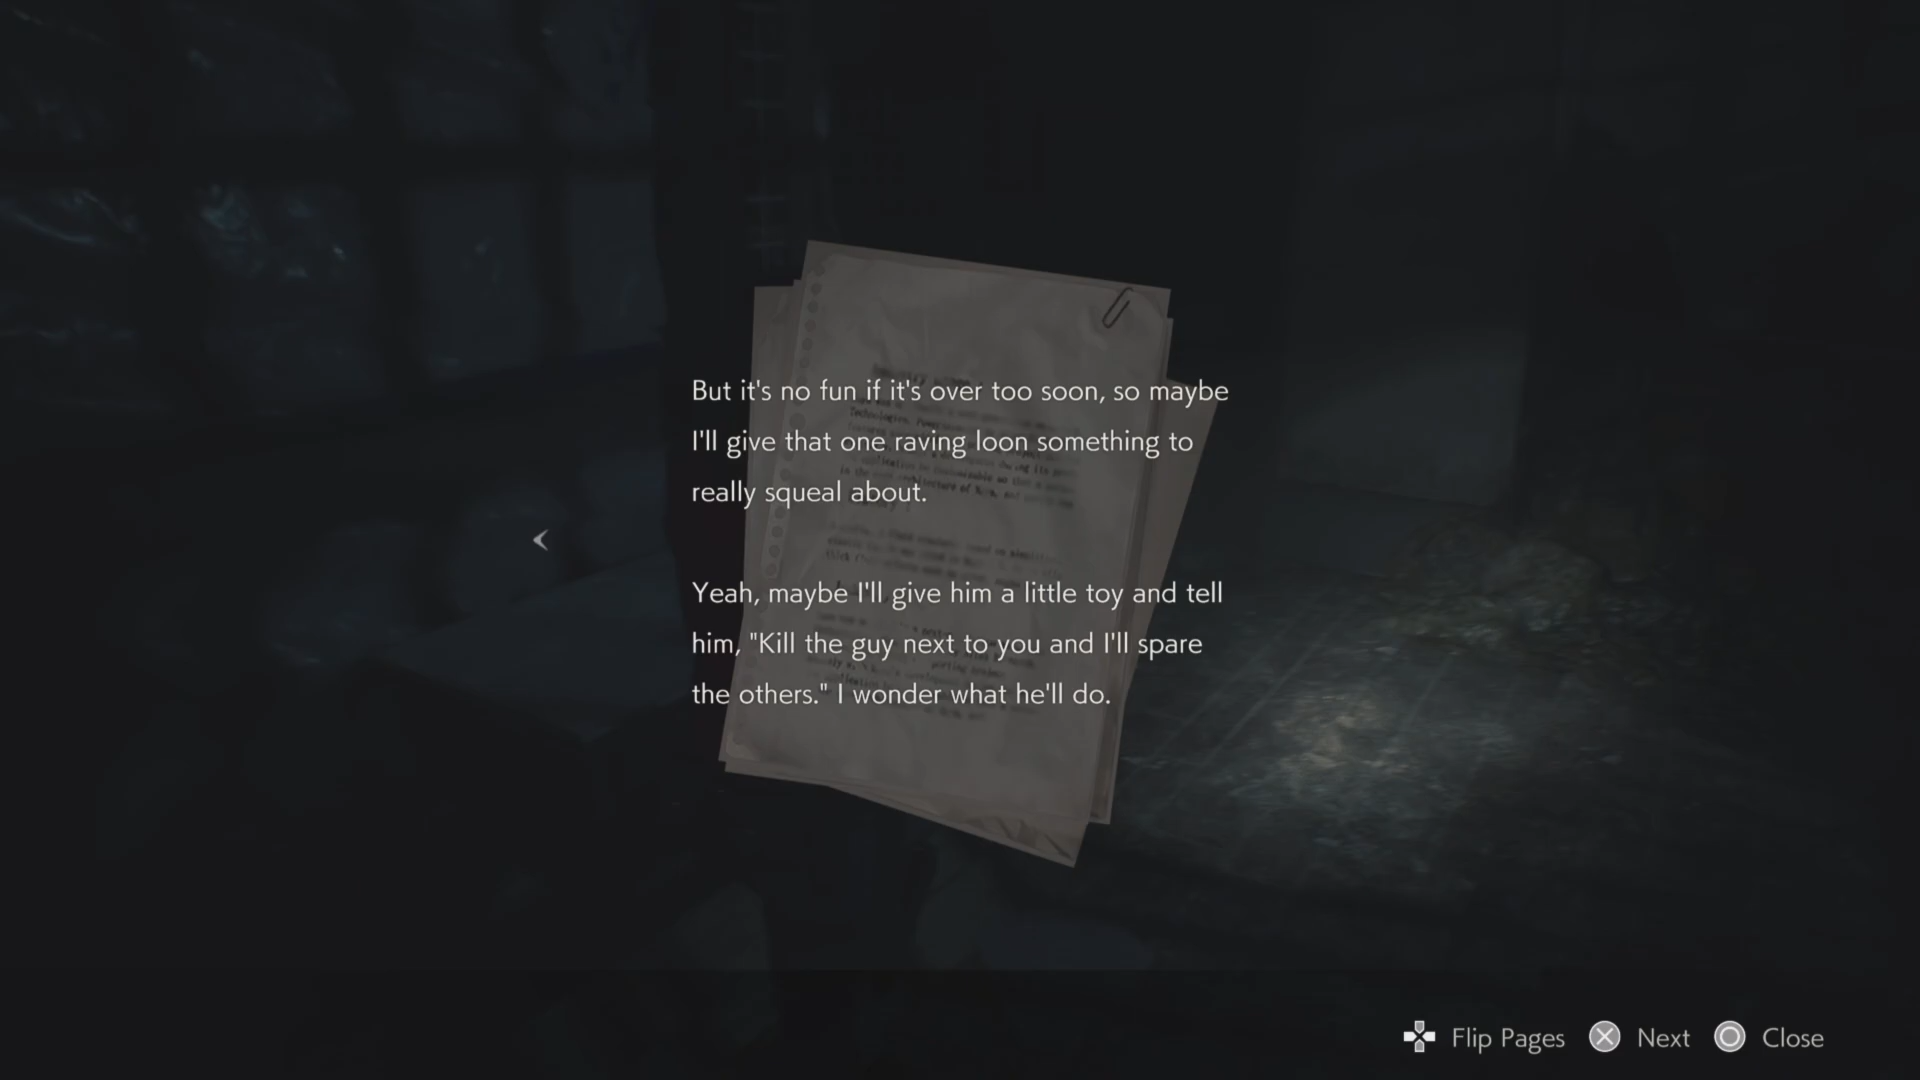 But it's no fun if it's over too soon, so maybe
I'll give that one raving loon something to
really squeal about.
Yeah, maybe I'll give him a little toy and tell
him, "Kill the guy next to you and I'll spare
the others." I wonder what he'll do.
Flip Pages Next Close